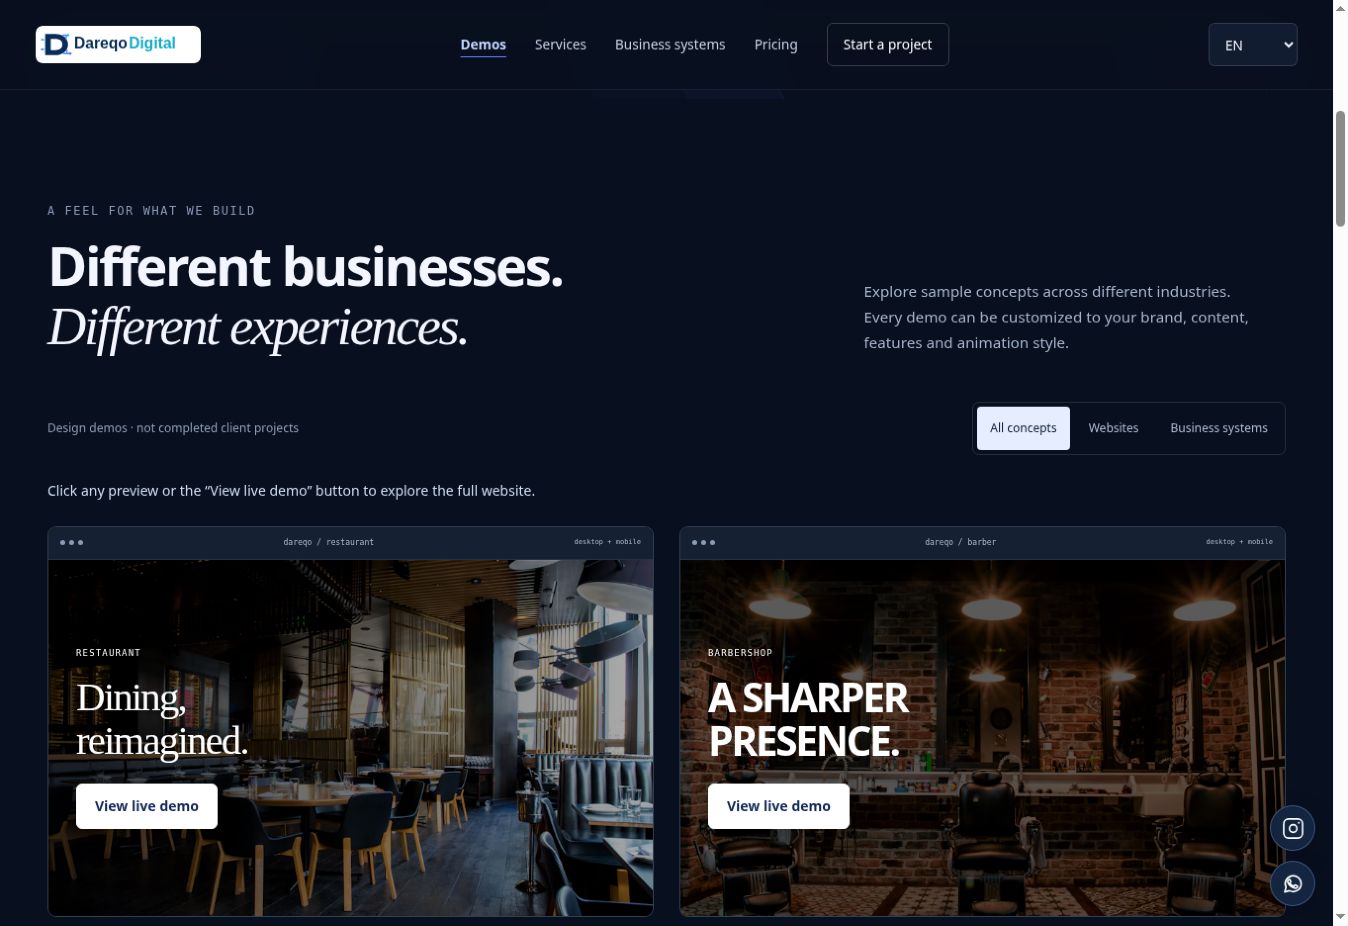 Dareqo Digital
Demos
Services
Business systems
Pricing
Start a project
EN
A FEEL FOR WHAT WE BUILD
Different businesses.
Different experiences.
Explore sample concepts across different industries.
Every demo can be customized to your brand, content,
features and animation style.
Design demos · not completed client projects
All concepts
Websites
Business systems
Click any preview or the “View live demo” button to explore the full website.
dareqo / restaurant
desktop + mobile
RESTAURANT
Dining,
reimagined.
View live demo
dareqo / barber
desktop + mobile
BARBERSHOP
A SHARPER
PRESENCE.
View live demo